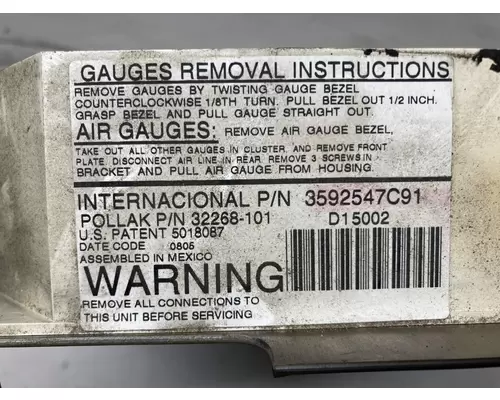 GAUGES REMOVAL INSTRUCTIONS
REMOVE GAUGES BY TWISTING GAUGE BEZEL
COUNTERCLOCKWISE 1/8TH TURN. PULL BEZEL OUT 1/2 INCH.
GRASP BEZEL AND PULL GAUGE STRAIGHT OUT.
AIR GAUGES: REMOVE AIR GAUGE BEZEL,
TAKE OUT ALL OTHER GAUGES IN CLUSTER, AND REMOVE FRONT
PLATE. DISCONNECT AIR LINE IN REAR. REMOVE 3 SCREWS IN
BRACKET AND PULL AIR GAUGE FROM HOUSING.
INTERNACIONAL P/N 3592547C91
POLLAK P/N 32268-101 D15002
U.S. PATENT 5018087
DATE CODE 0805
ASSEMBLED IN MEXICO
WARNING
REMOVE ALL CONNECTIONS TO
THIS UNIT BEFORE SERVICING